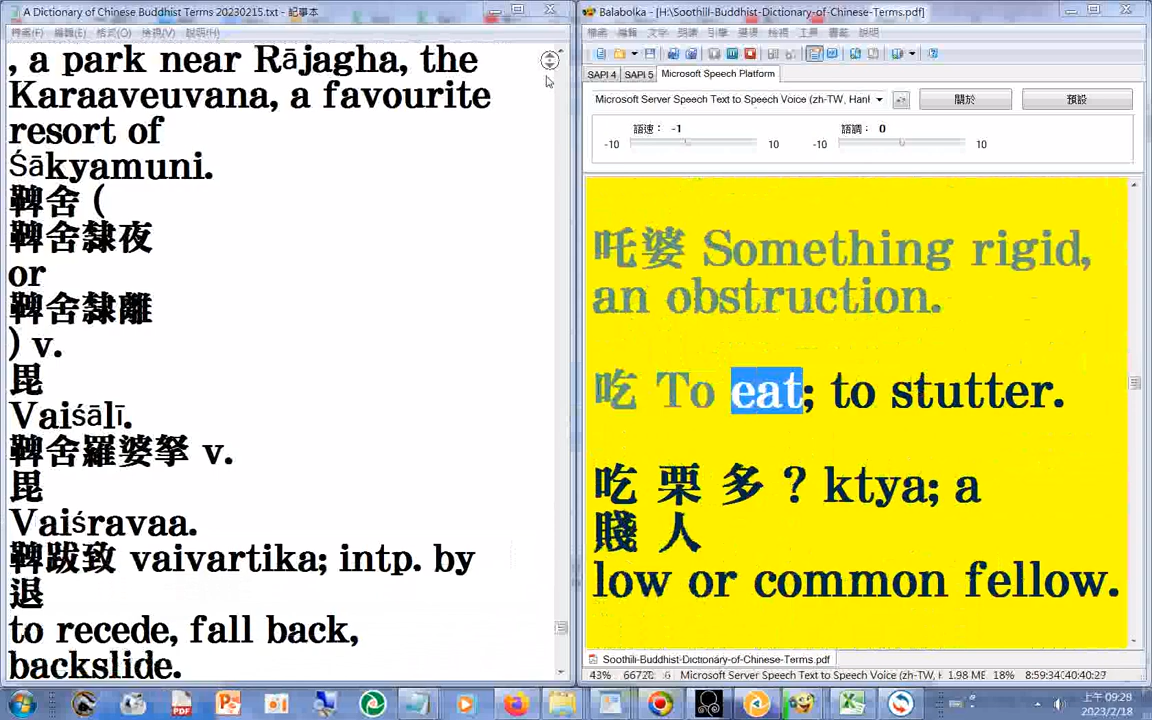 A Dictionary of Chinese Buddhist Terms 20230215.txt - 記事本
檔案(F) 編輯(E) 格式(O) 檢視(V) 說明(H)
, a park near Rājagha, the
Karaaveuvana, a favourite
resort of
Śākyamuni.
鞞舍 (
鞞舍隸夜
or
鞞舍隸離
) v.
毘
Vaiśālī.
鞞舍羅婆拏 v.
毘
Vaiśravaa.
鞞跋致 vaivartika; intp. by
退
to recede, fall back,
backslide.
Balabolka - [H:\Soothill-Buddhist-Dictionary-of-Chinese-Terms.pdf]
檔案 編輯 文字 朗讀 引擎 選項 檢視 工具 書籤 說明
SAPI 4 SAPI 5 Microsoft Speech Platform
Microsoft Server Speech Text to Speech Voice (zh-TW, Hanl
關於
預設
語速： -1
語調： 0
-10 10 -10 10
吒婆 Something rigid,
an obstruction.
吃 To eat; to stutter.
吃 栗 多 ? ktya; a
賤 人
low or common fellow.
Soothill-Buddhist-Dictionary-of-Chinese-Terms.pdf
43% Microsoft Server Speech Text to Speech Voice (zh-TW, H 1.98 ME 18%
上午 09:28
2023/2/18